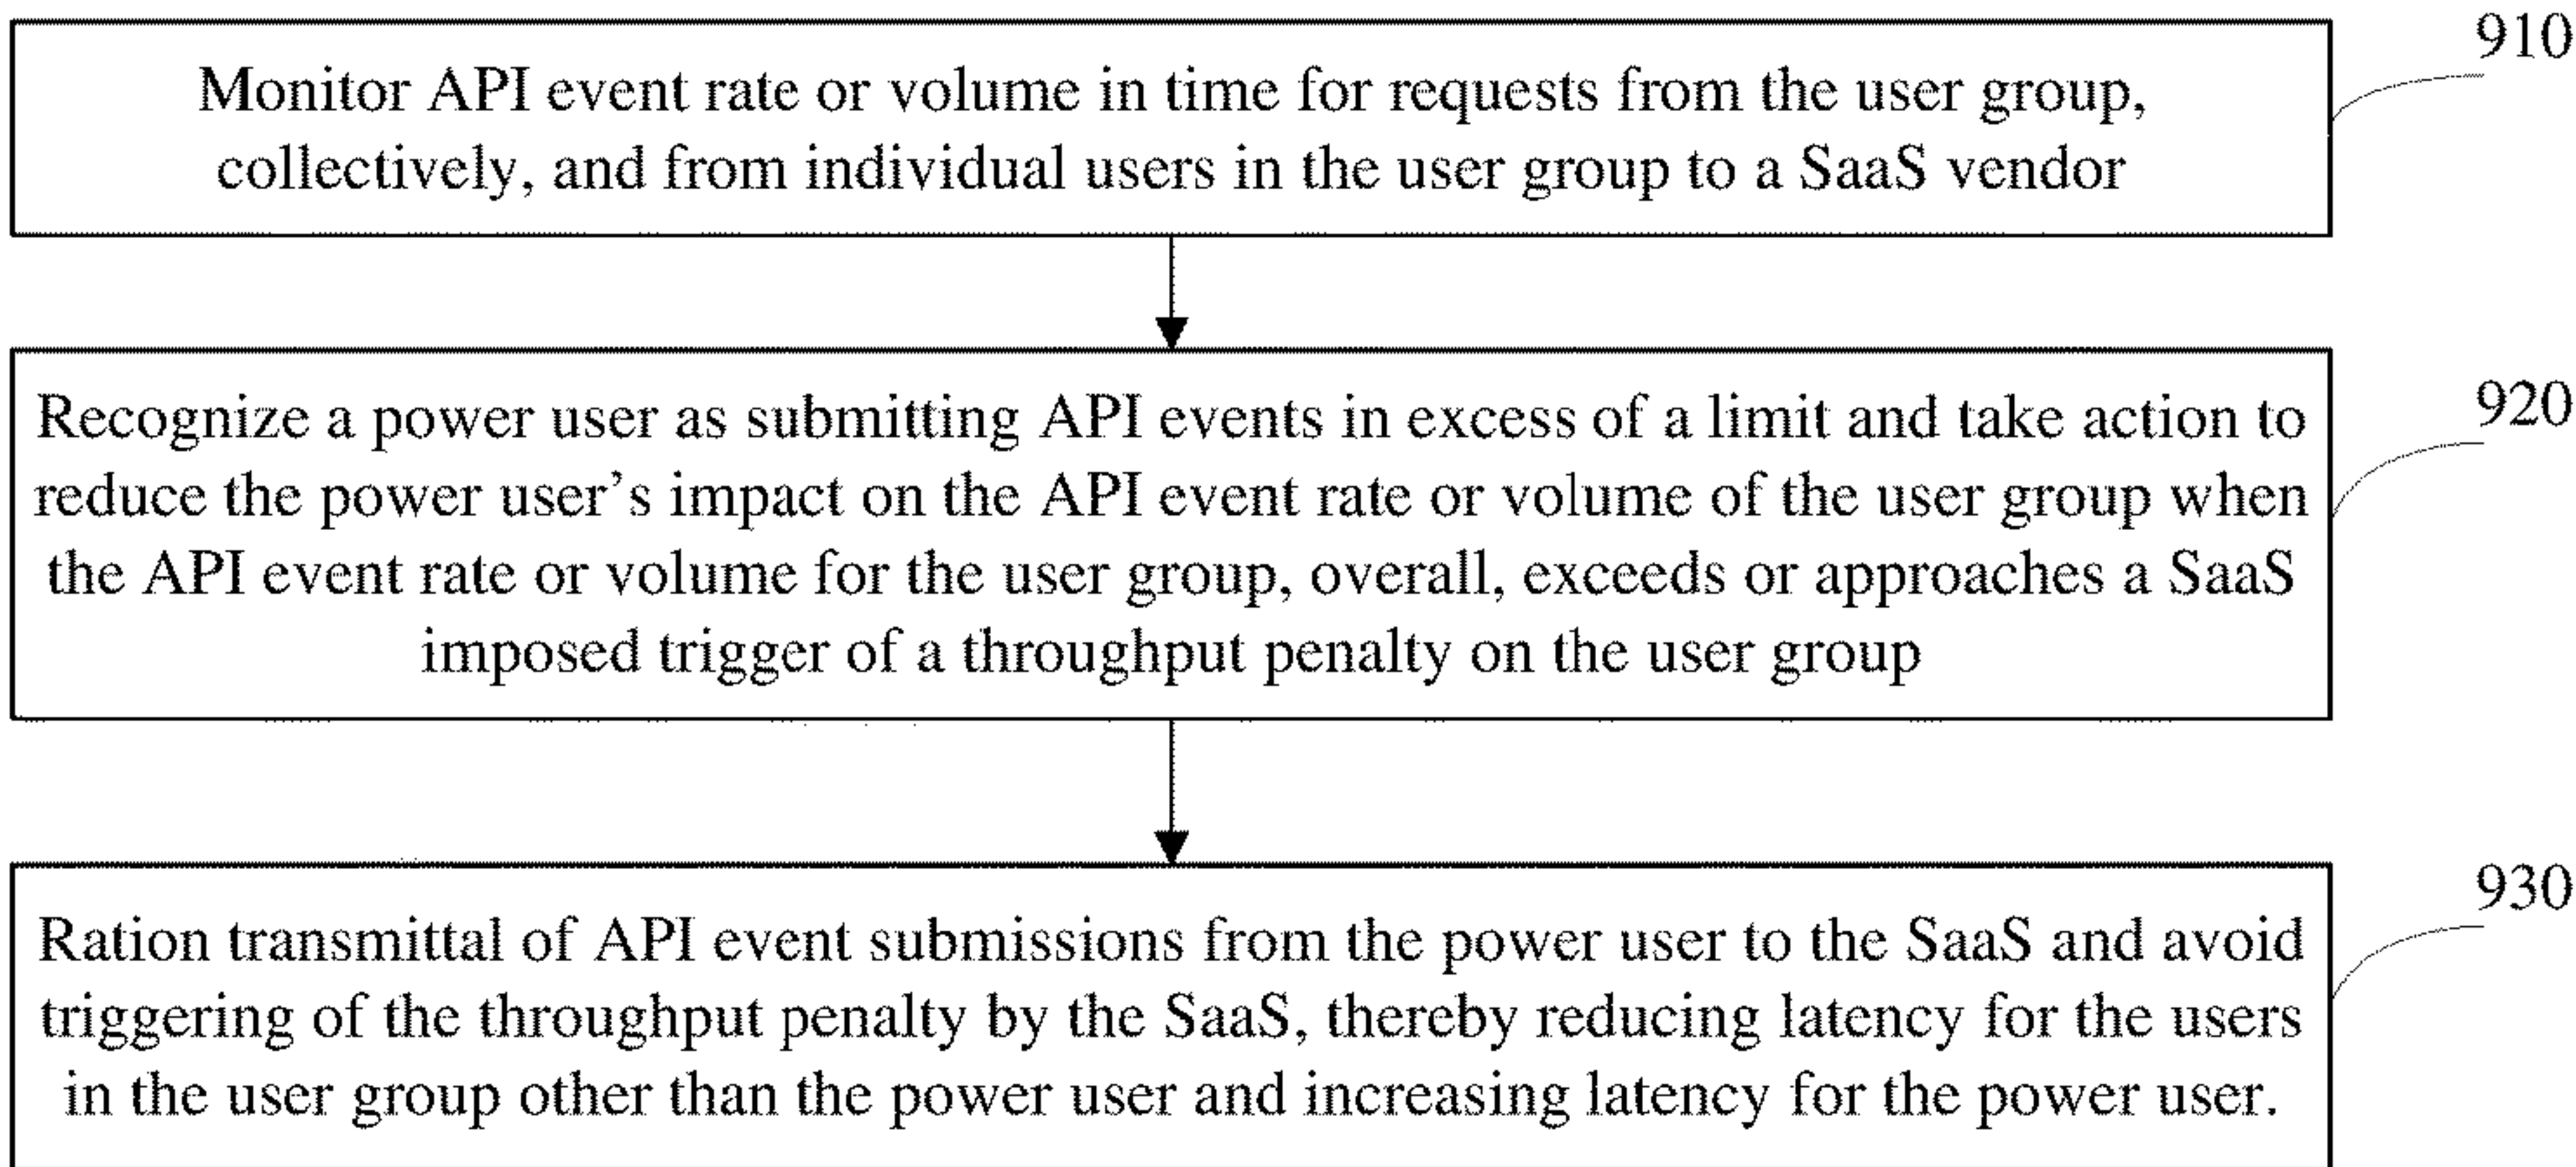 910
Monitor API event rate or volume in time for requests from the user group,
collectively, and from individual users in the user group to a SaaS vendor
920
Recognize a power user as submitting API events in excess of a limit and take action to
reduce the power user’s impact on the API event rate or volume of the user group when
the API event rate or volume for the user group, overall, exceeds or approaches a SaaS
imposed trigger of a throughput penalty on the user group
930
Ration transmittal of API event submissions from the power user to the SaaS and avoid
triggering of the throughput penalty by the SaaS, thereby reducing latency for the users
in the user group other than the power user and increasing latency for the power user.